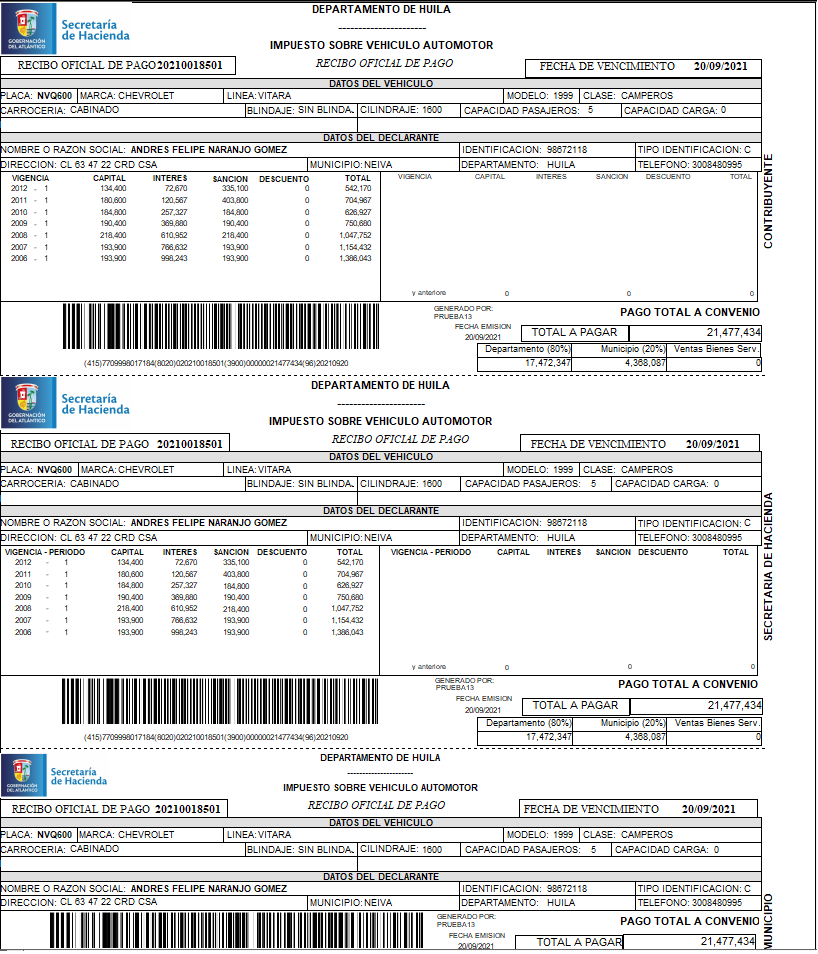 DEPARTAMENTO DE HUILA
----------------------
GOBERNACIÓN DEL ATLÁNTICO
Secretaría de Hacienda
IMPUESTO SOBRE VEHICULO AUTOMOTOR
RECIBO OFICIAL DE PAGO 20210018501 RECIBO OFICIAL DE PAGO FECHA DE VENCIMIENTO 20/09/2021
DATOS DEL VEHICULO
PLACA: NVQ600 MARCA: CHEVROLET LINEA: VITARA MODELO: 1999 CLASE: CAMPEROS
CARROCERIA: CABINADO BLINDAJE: SIN BLINDA. CILINDRAJE: 1600 CAPACIDAD PASAJEROS: 5 CAPACIDAD CARGA: 0
DATOS DEL DECLARANTE
NOMBRE O RAZON SOCIAL: ANDRES FELIPE NARANJO GOMEZ IDENTIFICACION: 98672118 TIPO IDENTIFICACION: C
DIRECCION: CL 63 47 22 CRD CSA MUNICIPIO: NEIVA DEPARTAMENTO: HUILA TELEFONO: 3008480995
VIGENCIA CAPITAL INTERES SANCION DESCUENTO TOTAL VIGENCIA CAPITAL INTERES SANCION DESCUENTO TOTAL
2012 - 1 134,400 72,670 335,100 0 542,170
2011 - 1 180,600 120,567 403,800 0 704,967
2010 - 1 184,800 257,327 184,800 0 626,927
2009 - 1 190,400 369,880 190,400 0 750,680
2008 - 1 218,400 610,952 218,400 0 1,047,752
2007 - 1 193,900 766,632 193,900 0 1,154,432
2006 - 1 193,900 998,243 193,900 0 1,386,043
y anteriore 0 0 0
CONTRIBUYENTE
GENERADO POR:
PRUEBA13
PAGO TOTAL A CONVENIO
FECHA EMISION
20/09/2021
TOTAL A PAGAR 21,477,434
Departamento (80%) Municipio (20%) Ventas Bienes Serv.
17,472,347 4,368,087 0
(415)7709998017184(8020)020210018501(3900)00000021477434(96)20210920
DEPARTAMENTO DE HUILA
----------------------
GOBERNACIÓN DEL ATLÁNTICO
Secretaría de Hacienda
IMPUESTO SOBRE VEHICULO AUTOMOTOR
RECIBO OFICIAL DE PAGO 20210018501 RECIBO OFICIAL DE PAGO FECHA DE VENCIMIENTO 20/09/2021
DATOS DEL VEHICULO
PLACA: NVQ600 MARCA: CHEVROLET LINEA: VITARA MODELO: 1999 CLASE: CAMPEROS
CARROCERIA: CABINADO BLINDAJE: SIN BLINDA. CILINDRAJE: 1600 CAPACIDAD PASAJEROS: 5 CAPACIDAD CARGA: 0
DATOS DEL DECLARANTE
NOMBRE O RAZON SOCIAL: ANDRES FELIPE NARANJO GOMEZ IDENTIFICACION: 98672118 TIPO IDENTIFICACION: C
DIRECCION: CL 63 47 22 CRD CSA MUNICIPIO: NEIVA DEPARTAMENTO: HUILA TELEFONO: 3008480995
VIGENCIA - PERIODO CAPITAL INTERES SANCION DESCUENTO TOTAL VIGENCIA - PERIODO CAPITAL INTERES SANCION DESCUENTO TOTAL
2012 - 1 134,400 72,670 335,100 0 542,170
2011 - 1 180,600 120,567 403,800 0 704,967
2010 - 1 184,800 257,327 184,800 0 626,927
2009 - 1 190,400 369,880 190,400 0 750,680
2008 - 1 218,400 610,952 218,400 0 1,047,752
2007 - 1 193,900 766,632 193,900 0 1,154,432
2006 - 1 193,900 998,243 193,900 0 1,386,043
y anteriore 0 0 0
SECRETARIA DE HACIENDA
GENERADO POR:
PRUEBA13
PAGO TOTAL A CONVENIO
FECHA EMISION
20/09/2021
TOTAL A PAGAR 21,477,434
Departamento (80%) Municipio (20%) Ventas Bienes Serv.
17,472,347 4,368,087 0
(415)7709998017184(8020)020210018501(3900)00000021477434(96)20210920
DEPARTAMENTO DE HUILA
----------------------
GOBERNACIÓN DEL ATLÁNTICO
Secretaría de Hacienda
IMPUESTO SOBRE VEHICULO AUTOMOTOR
RECIBO OFICIAL DE PAGO 20210018501 RECIBO OFICIAL DE PAGO FECHA DE VENCIMIENTO 20/09/2021
DATOS DEL VEHICULO
PLACA: NVQ600 MARCA: CHEVROLET LINEA: VITARA MODELO: 1999 CLASE: CAMPEROS
CARROCERIA: CABINADO BLINDAJE: SIN BLINDA. CILINDRAJE: 1600 CAPACIDAD PASAJEROS: 5 CAPACIDAD CARGA: 0
DATOS DEL DECLARANTE
NOMBRE O RAZON SOCIAL: ANDRES FELIPE NARANJO GOMEZ IDENTIFICACION: 98672118 TIPO IDENTIFICACION: C
DIRECCION: CL 63 47 22 CRD CSA MUNICIPIO: NEIVA DEPARTAMENTO: HUILA TELEFONO: 3008480995
GENERADO POR:
PRUEBA13
PAGO TOTAL A CONVENIO
FECHA EMISION
20/09/2021
TOTAL A PAGAR 21,477,434
MUNICIPIO